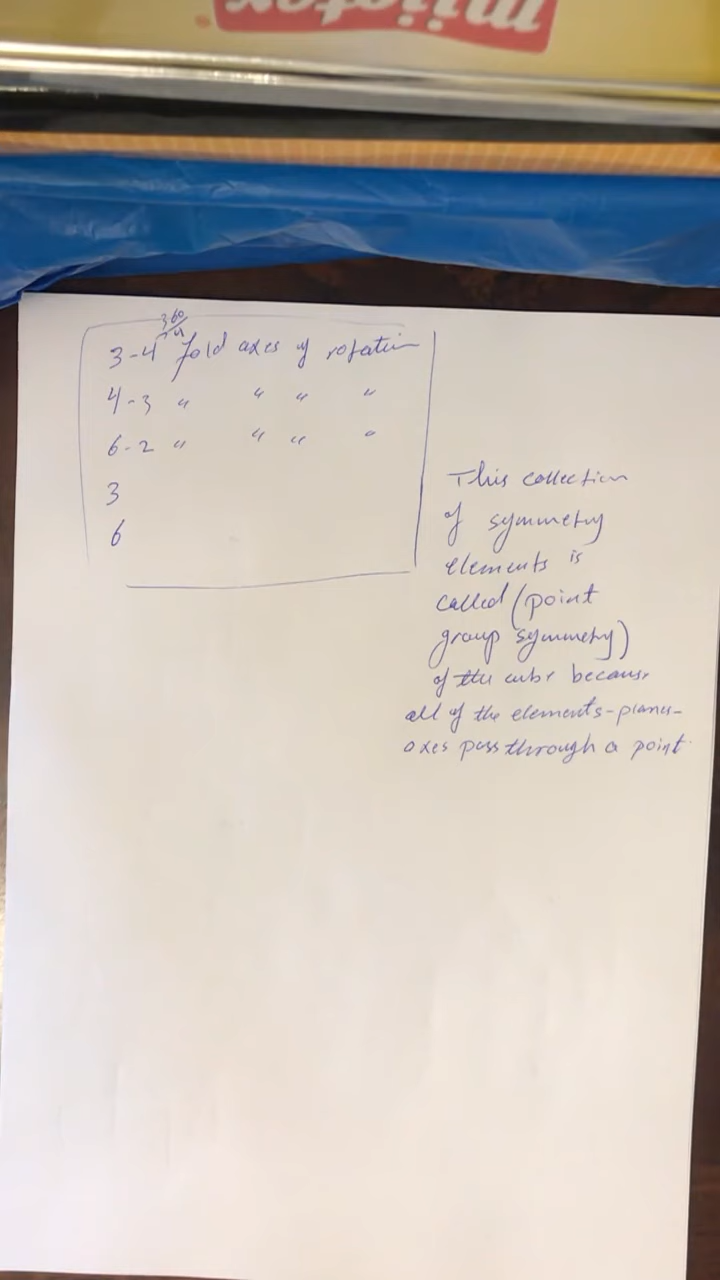 360/4
3-4 fold axes of rotation
4-3 " " " "
6-2 " " " "
3
6
This collection
of symmetry
elements is
called (point
group symmetry)
of the cube because
all of the elements-planes-
axes pass through a point